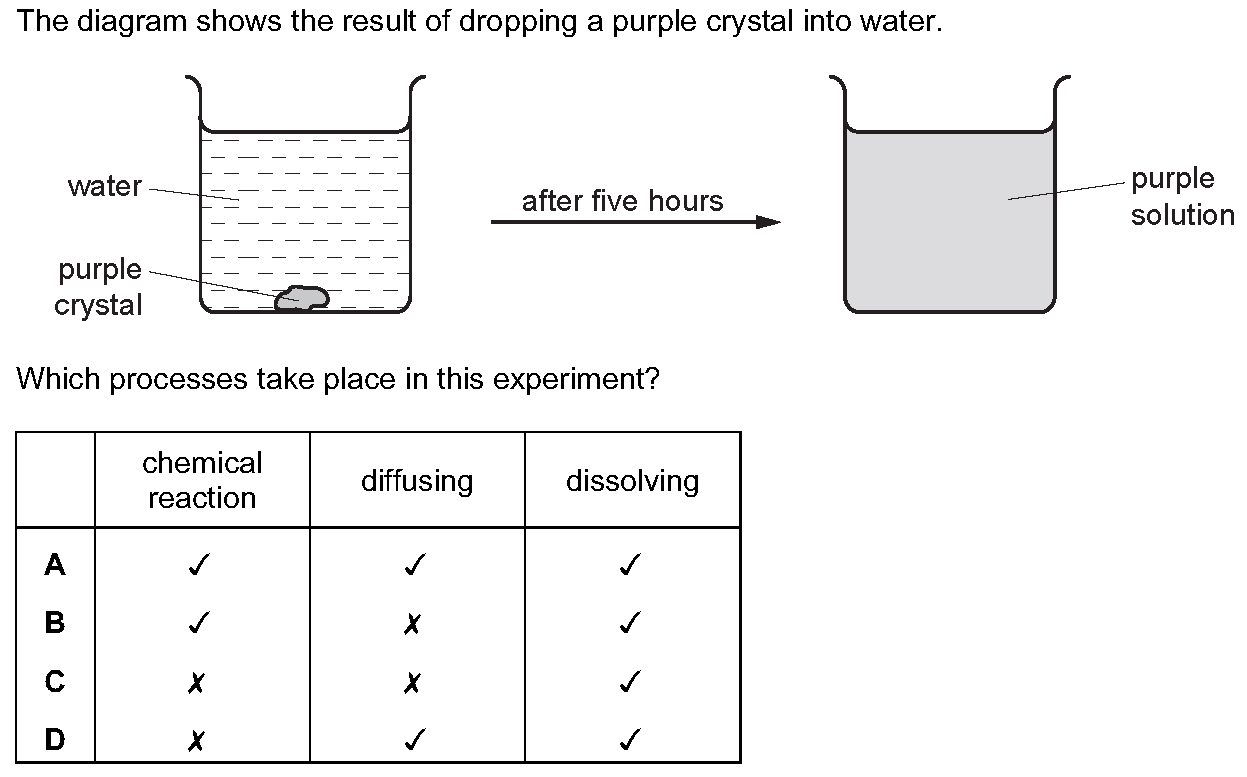 The diagram shows the result of dropping a purple crystal into water.
water
purple
crystal
after five hours
purple
solution
Which processes take place in this experiment?
chemical
reaction
diffusing
dissolving
A ✓ ✓ ✓
B ✓ ✗ ✓
C ✗ ✗ ✓
D ✗ ✓ ✓